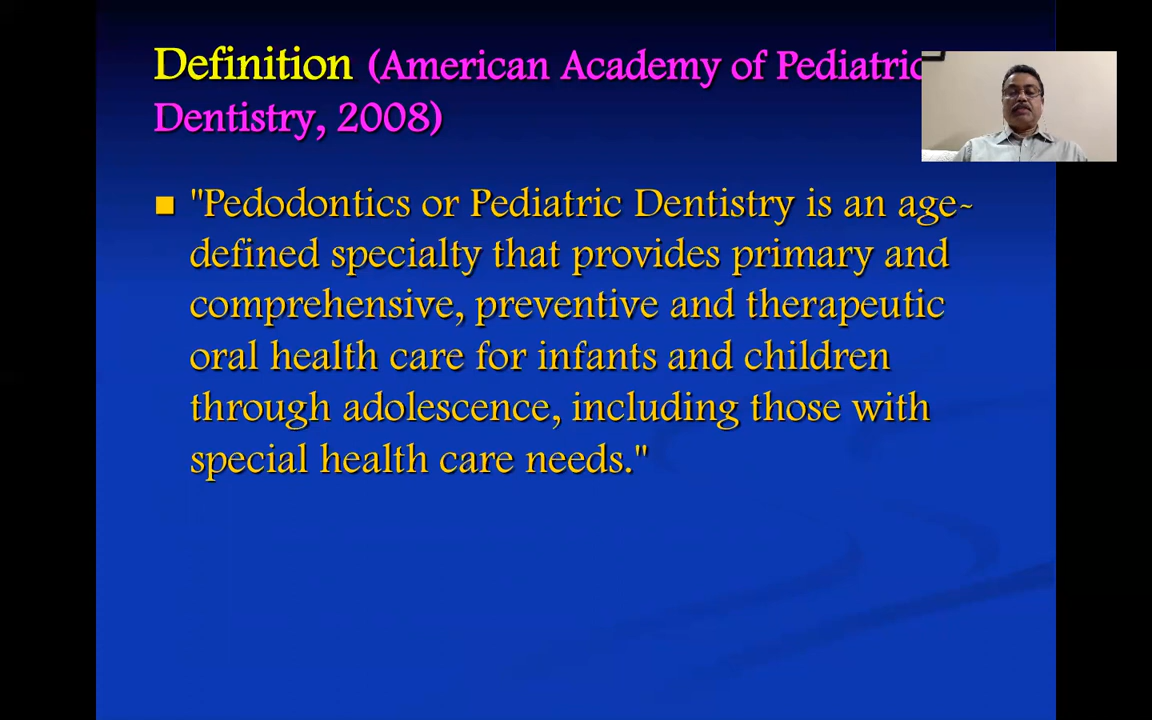 Definition (American Academy of Pediatric
Dentistry, 2008)
■ "Pedodontics or Pediatric Dentistry is an age-
defined specialty that provides primary and
comprehensive, preventive and therapeutic
oral health care for infants and children
through adolescence, including those with
special health care needs."